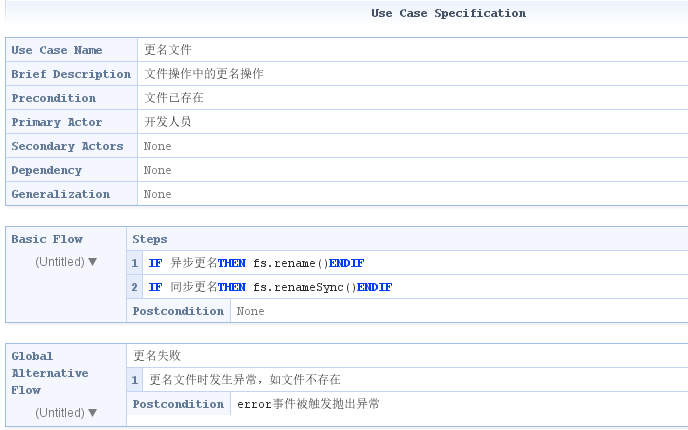 Use Case Specification
Use Case Name 更名文件
Brief Description 文件操作中的更名操作
Precondition 文件已存在
Primary Actor 开发人员
Secondary Actors None
Dependency None
Generalization None
Basic Flow Steps
(Untitled) ▼ 1 IF 异步更名THEN fs.rename()ENDIF
2 IF 同步更名THEN fs.renameSync()ENDIF
Postcondition None
Global Alternative Flow 更名失败
1 更名文件时发生异常，如文件不存在
(Untitled) ▼ Postcondition error事件被触发抛出异常